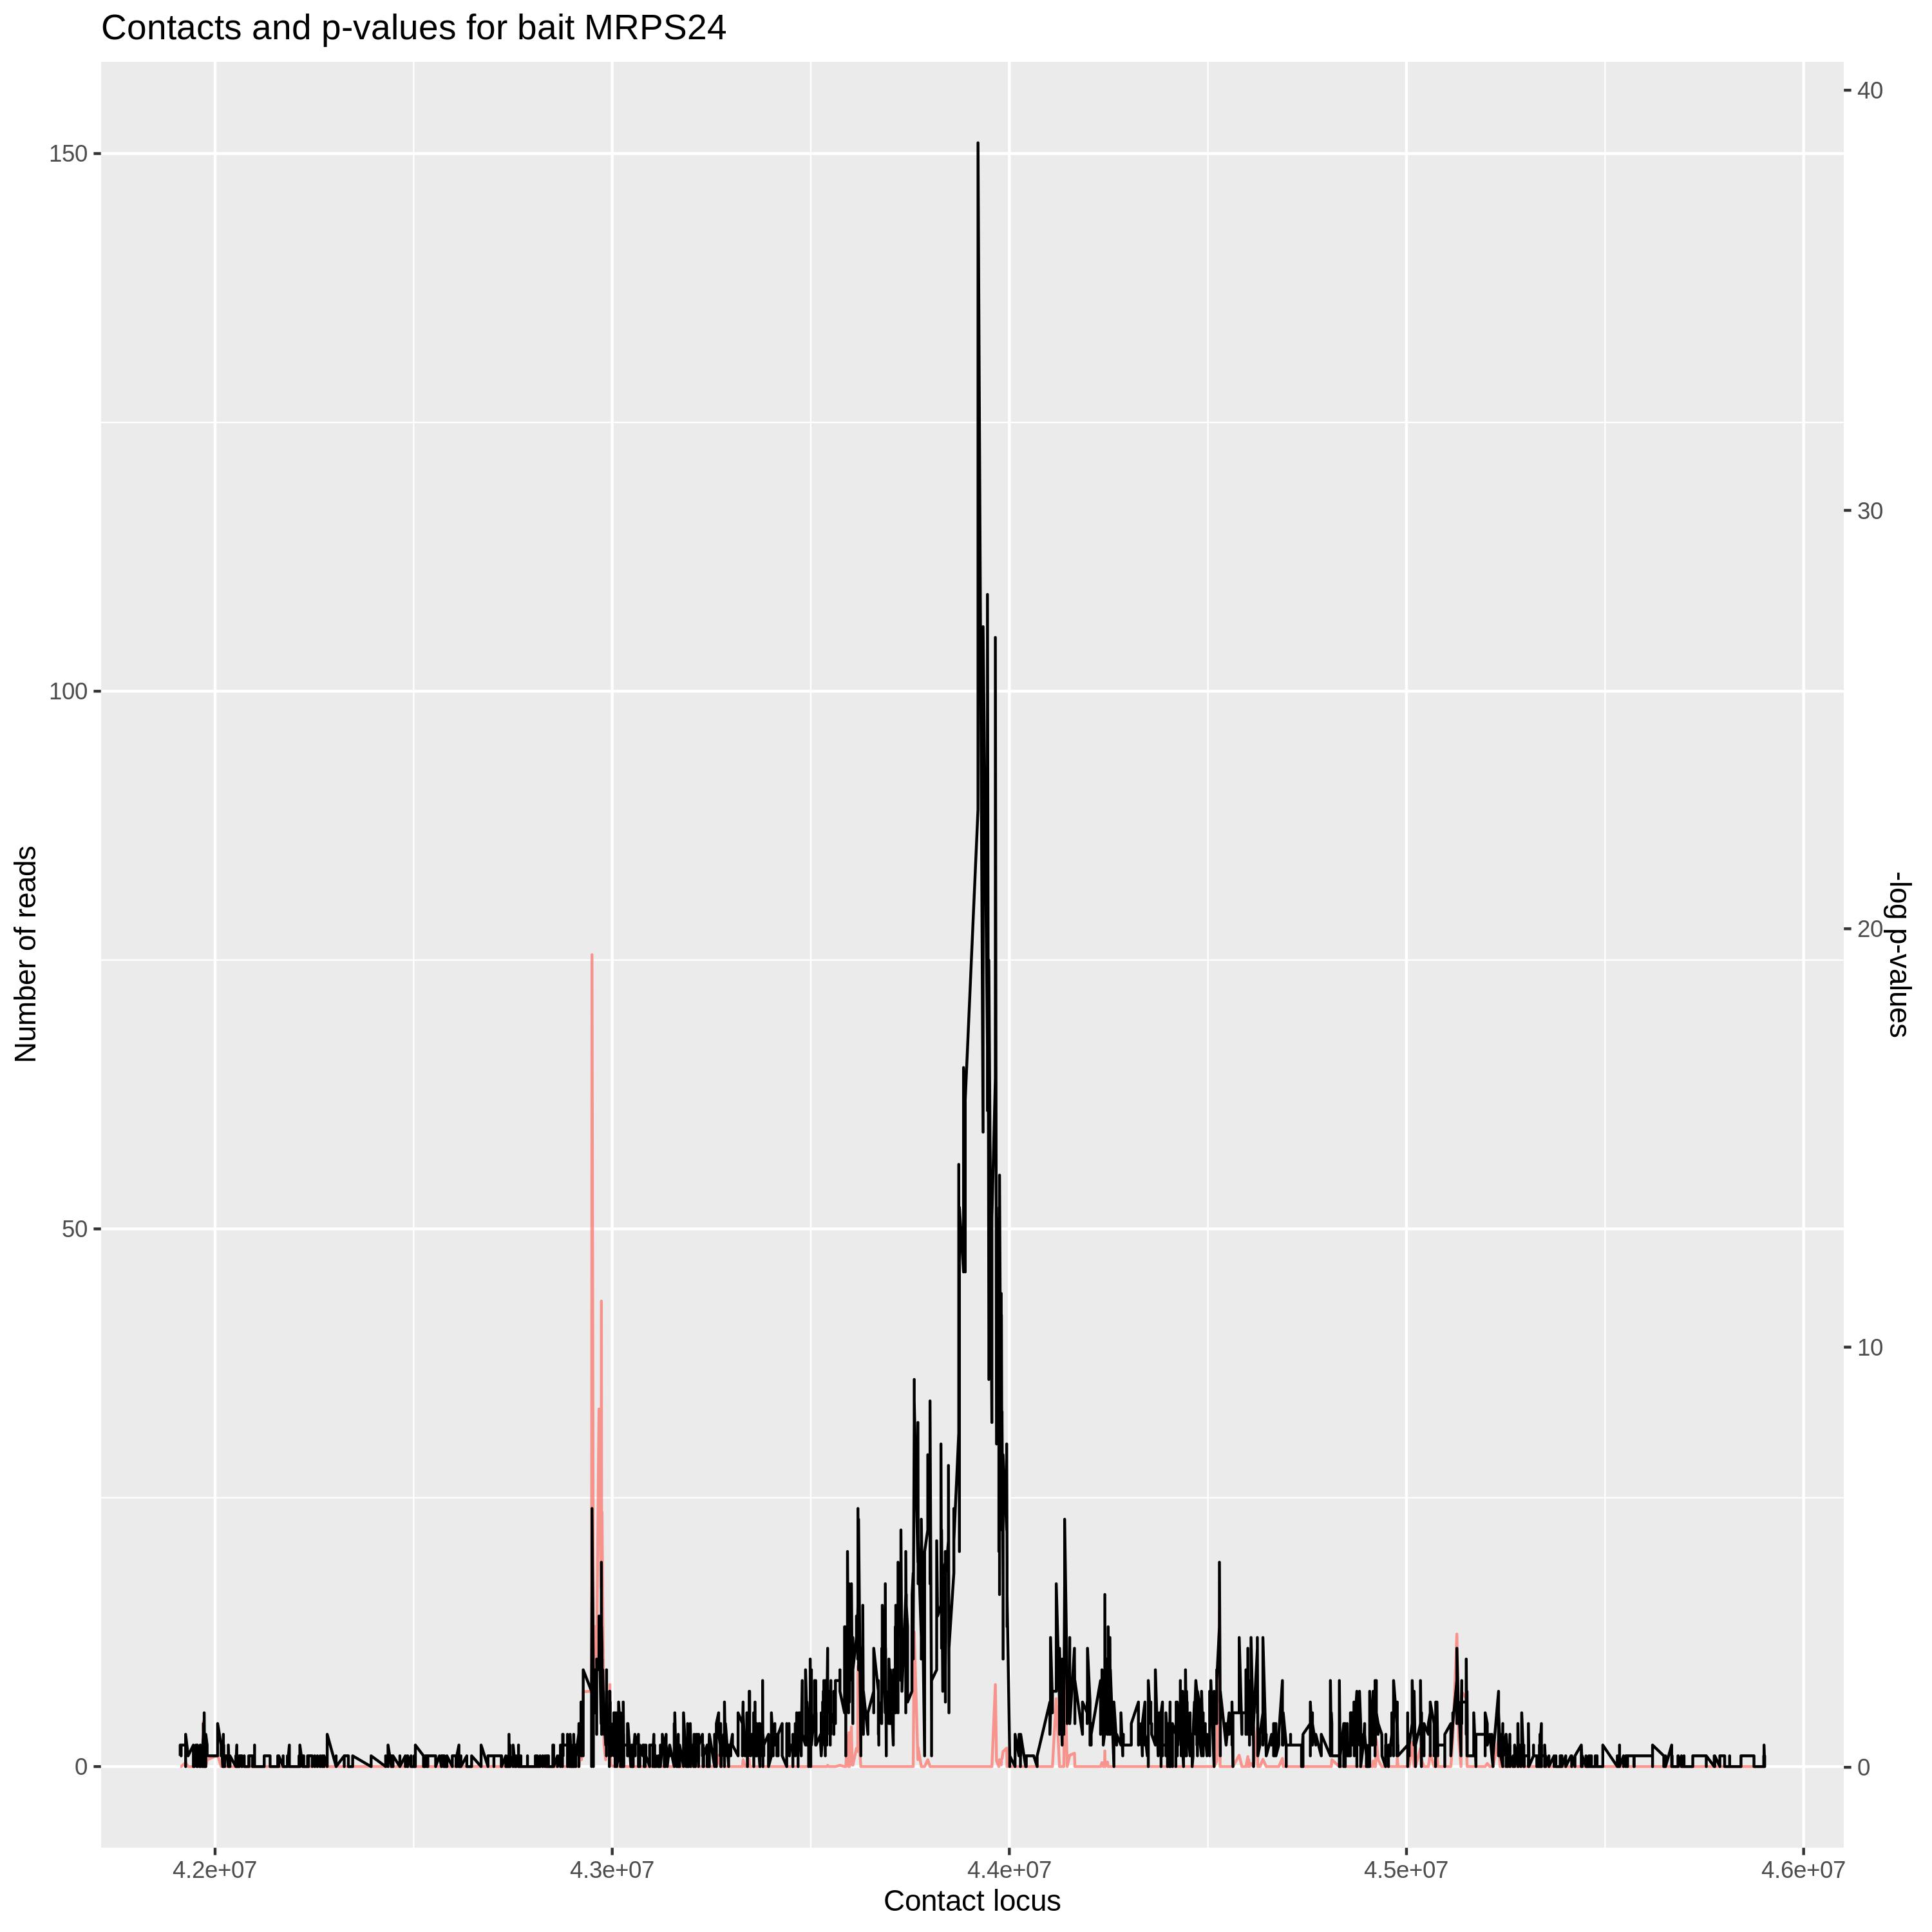 Contacts and p-values for bait MRPS24
150
100
50
0
40
30
20
10
0
Number of reads
-log p-values
4.2e+07
4.3e+07
4.4e+07
4.5e+07
4.6e+07
Contact locus